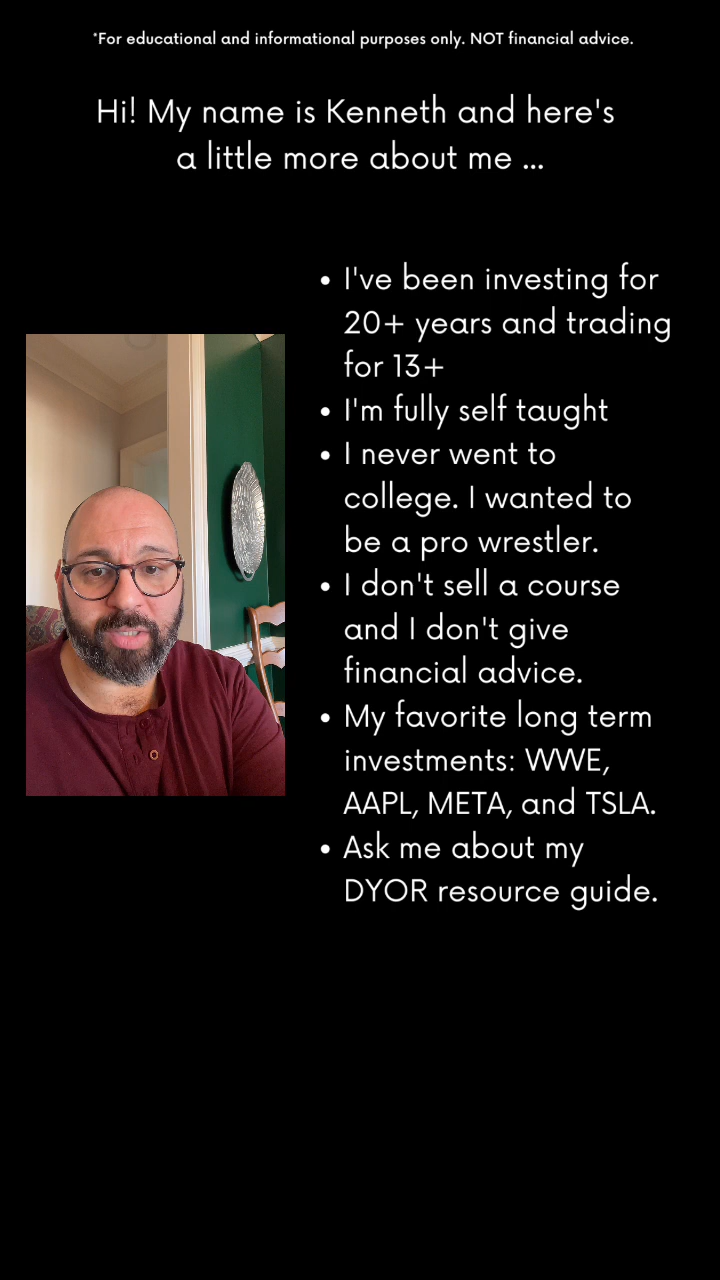 *For educational and informational purposes only. NOT financial advice.
Hi! My name is Kenneth and here's
a little more about me ...
• I've been investing for
20+ years and trading
for 13+
• I'm fully self taught
• I never went to
college. I wanted to
be a pro wrestler.
• I don't sell a course
and I don't give
financial advice.
• My favorite long term
investments: WWE,
AAPL, META, and TSLA.
• Ask me about my
DYOR resource guide.